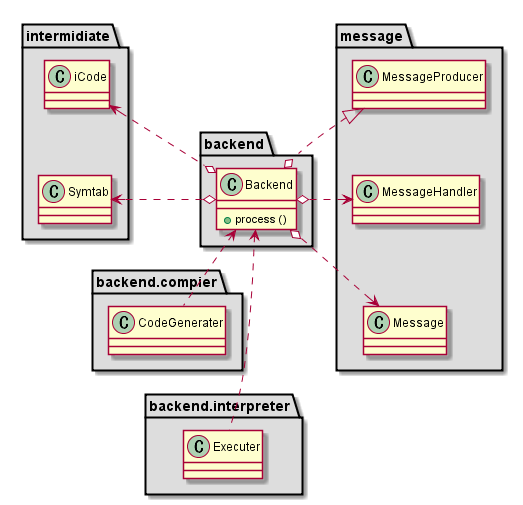 intermidiate
message
C iCode
C MessageProducer
backend
C Symtab
C Backend
process ()
C MessageHandler
backend.compier
C CodeGenerater
C Message
backend.interpreter
C Executer